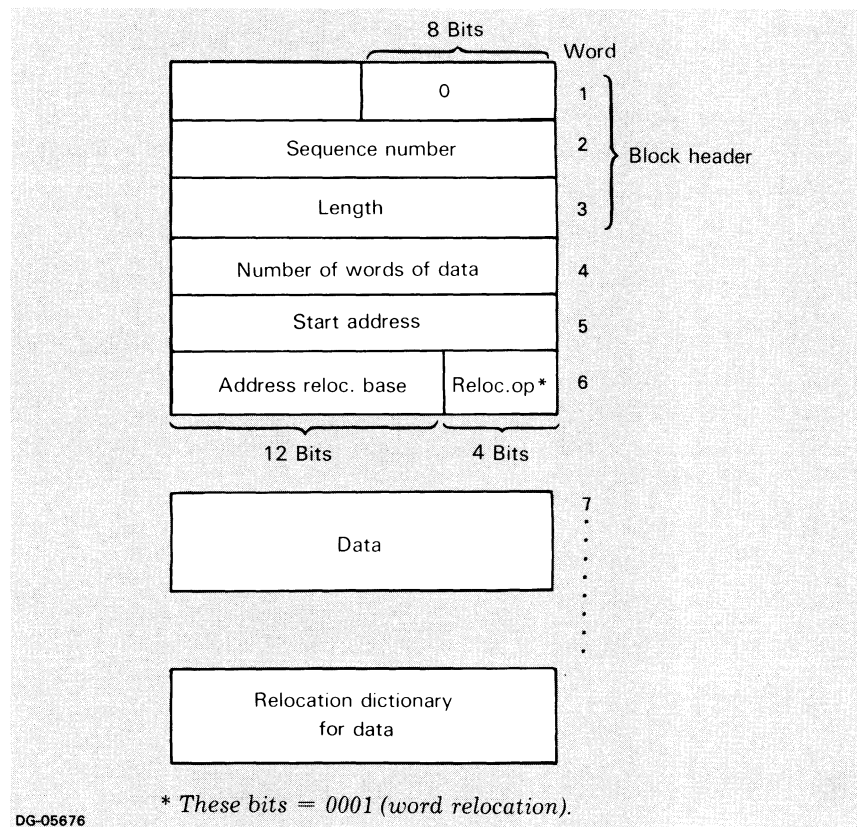 8 Bits
Word
0
1
Sequence number
2
Block header
Length
3
Number of words of data
4
Start address
5
Address reloc. base
Reloc.op*
6
12 Bits
4 Bits
7
Data
Relocation dictionary
for data
* These bits = 0001 (word relocation).
DG-05676